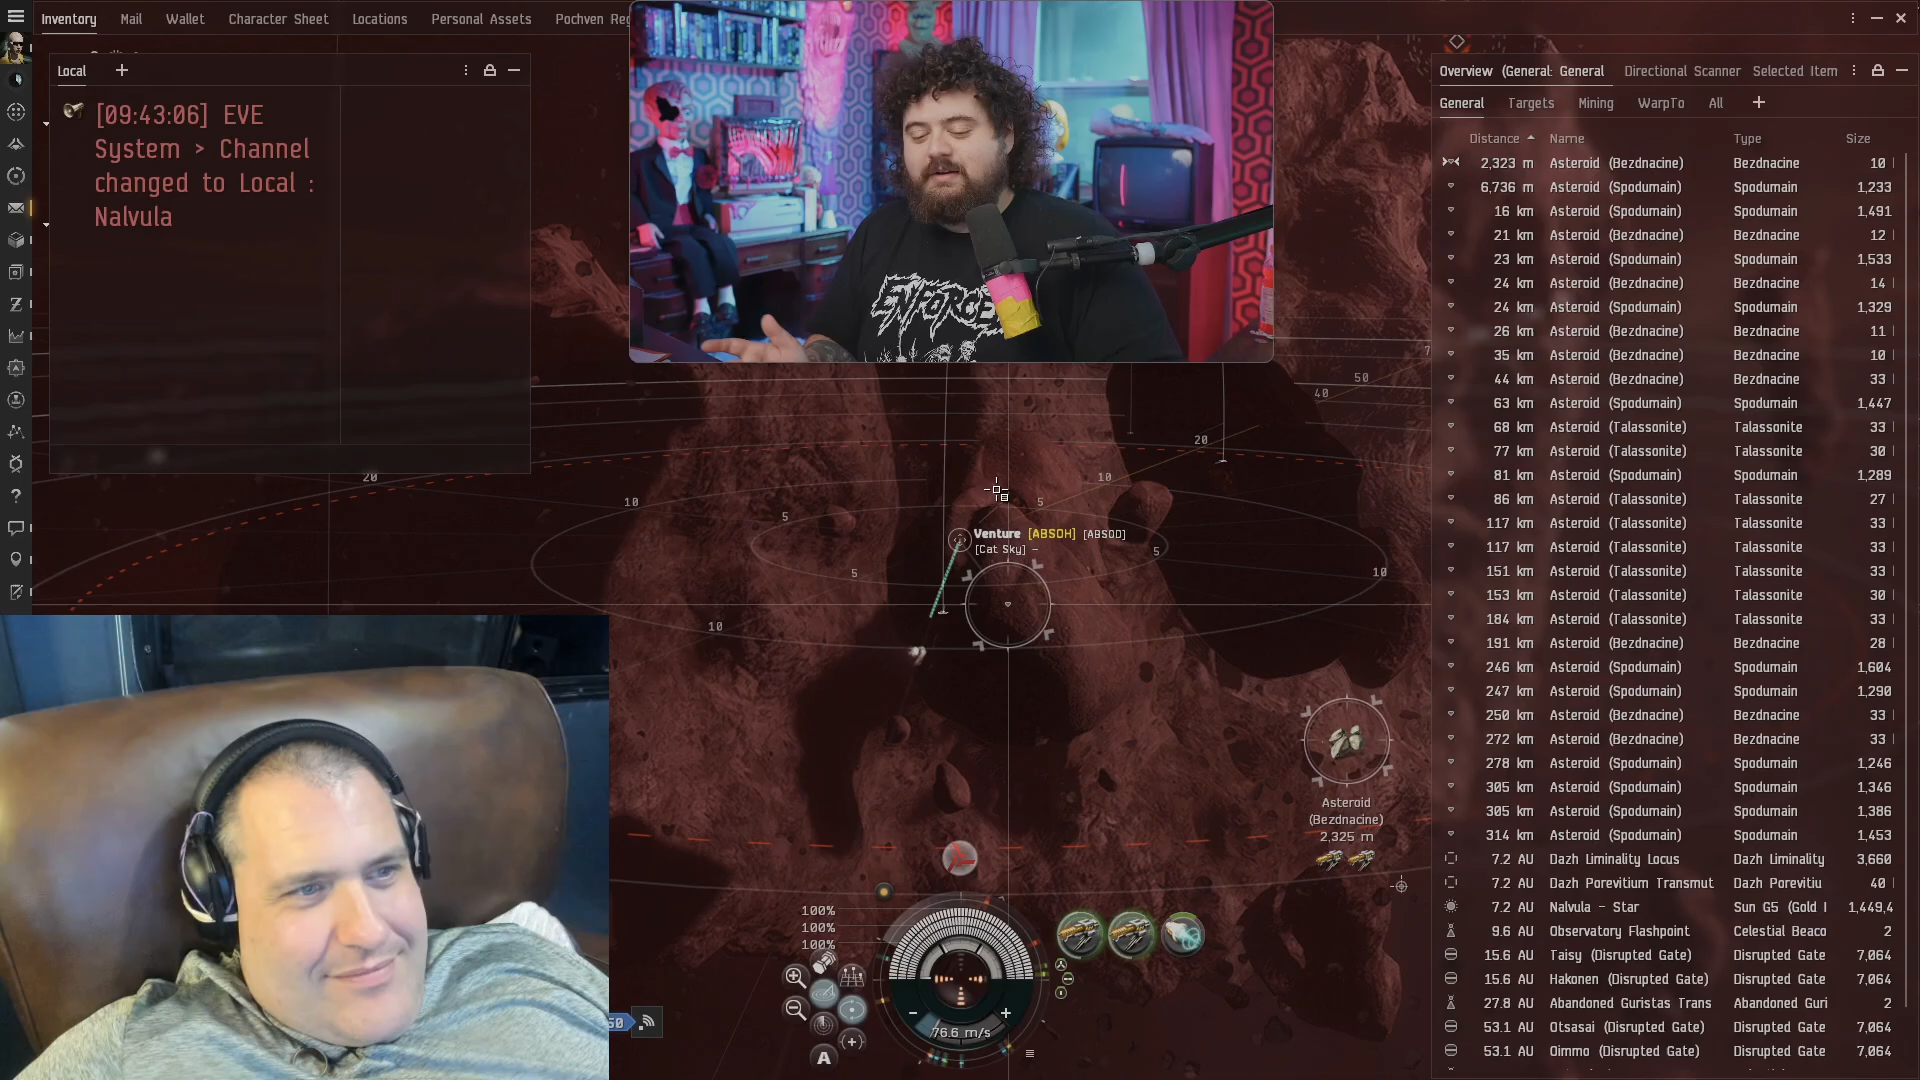 Inventory Mail Wallet Character Sheet Locations Personal Assets Pochven Reg
Local
[09:43:06] EVE
System > Channel
changed to Local :
Nalvula
ENFORCE
Overview (General: General Directional Scanner Selected Item
General Targets Mining WarpTo All
Distance Name Type Size
2,323 m Asteroid (Bezdnacine) Bezdnacine 10
6,736 m Asteroid (Spodumain) Spodumain 1,233
16 km Asteroid (Spodumain) Spodumain 1,491
21 km Asteroid (Bezdnacine) Bezdnacine 12
23 km Asteroid (Spodumain) Spodumain 1,533
24 km Asteroid (Bezdnacine) Bezdnacine 14
24 km Asteroid (Spodumain) Spodumain 1,329
26 km Asteroid (Bezdnacine) Bezdnacine 11
35 km Asteroid (Bezdnacine) Bezdnacine 10
44 km Asteroid (Bezdnacine) Bezdnacine 33
63 km Asteroid (Spodumain) Spodumain 1,447
68 km Asteroid (Talassonite) Talassonite 33
77 km Asteroid (Talassonite) Talassonite 30
81 km Asteroid (Spodumain) Spodumain 1,289
86 km Asteroid (Talassonite) Talassonite 27
117 km Asteroid (Talassonite) Talassonite 33
117 km Asteroid (Talassonite) Talassonite 33
151 km Asteroid (Talassonite) Talassonite 33
153 km Asteroid (Talassonite) Talassonite 30
184 km Asteroid (Talassonite) Talassonite 33
191 km Asteroid (Bezdnacine) Bezdnacine 28
246 km Asteroid (Spodumain) Spodumain 1,604
247 km Asteroid (Spodumain) Spodumain 1,290
250 km Asteroid (Bezdnacine) Bezdnacine 33
272 km Asteroid (Bezdnacine) Bezdnacine 33
278 km Asteroid (Spodumain) Spodumain 1,246
305 km Asteroid (Spodumain) Spodumain 1,346
305 km Asteroid (Spodumain) Spodumain 1,386
314 km Asteroid (Spodumain) Spodumain 1,453
7.2 AU Dazh Liminality Locus Dazh Liminality 3,660
7.2 AU Dazh Porevitium Transmut Dazh Porevitiu 40
7.2 AU Nalvula - Star Sun G5 (Gold 1,449,4
9.6 AU Observatory Flashpoint Celestial Beaco 2
15.6 AU Taisy (Disrupted Gate) Disrupted Gate 7,064
15.6 AU Hakonen (Disrupted Gate) Disrupted Gate 7,064
27.8 AU Abandoned Guristas Trans Abandoned Guri 2
53.1 AU Otsasai (Disrupted Gate) Disrupted Gate 7,064
53.1 AU Oimmo (Disrupted Gate) Disrupted Gate 7,064
50
40
20
20
10
10
5
5
Venture [ABSOH] [ABSOD]
[Cat Sky] -
5
5
10
10
Asteroid
(Bezdnacine)
2,325 m
100%
100%
100%
76.6 m/s
A